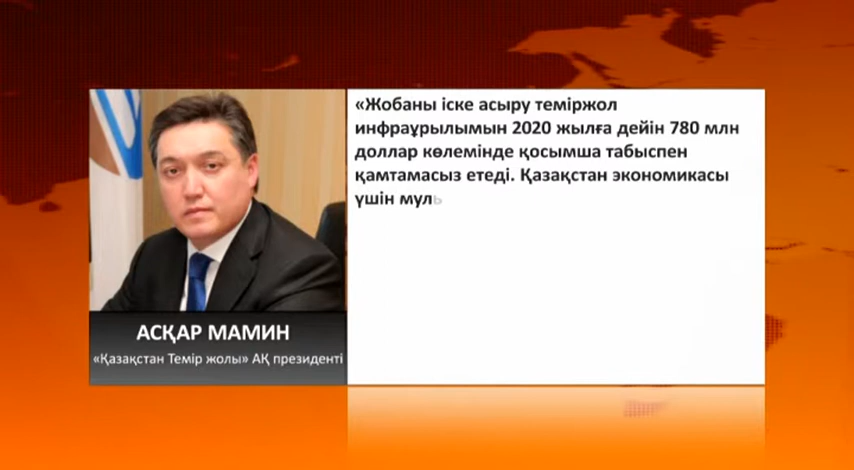 «Жобаны іске асыру теміржол
инфраұрылымын 2020 жылға дейін 780 млн
доллар көлемінде қосымша табыспен
қамтамасыз етеді. Қазақстан экономикасы
үшін муль
АСҚАР МАМИН
«Қазақстан Темір жолы» АҚ президенті